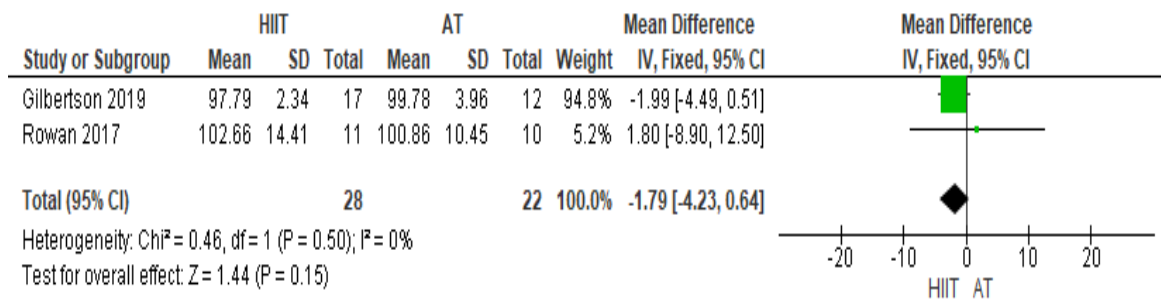 HIIT AT Mean Difference Mean Difference
Study or Subgroup Mean SD Total Mean SD Total Weight IV, Fixed, 95% CI IV, Fixed, 95% CI
Gilbertson 2019 97.79 2.34 17 99.78 3.96 12 94.8% -1.99 [-4.49, 0.51]
Rowan 2017 102.66 14.41 11 100.86 10.45 10 5.2% 1.80 [-8.90, 12.50]
Total (95% CI) 28 22 100.0% -1.79 [-4.23, 0.64]
Heterogeneity: Chi² = 0.46, df = 1 (P = 0.50); I² = 0%
Test for overall effect: Z = 1.44 (P = 0.15)
-20 -10 0 10 20
HIIT AT